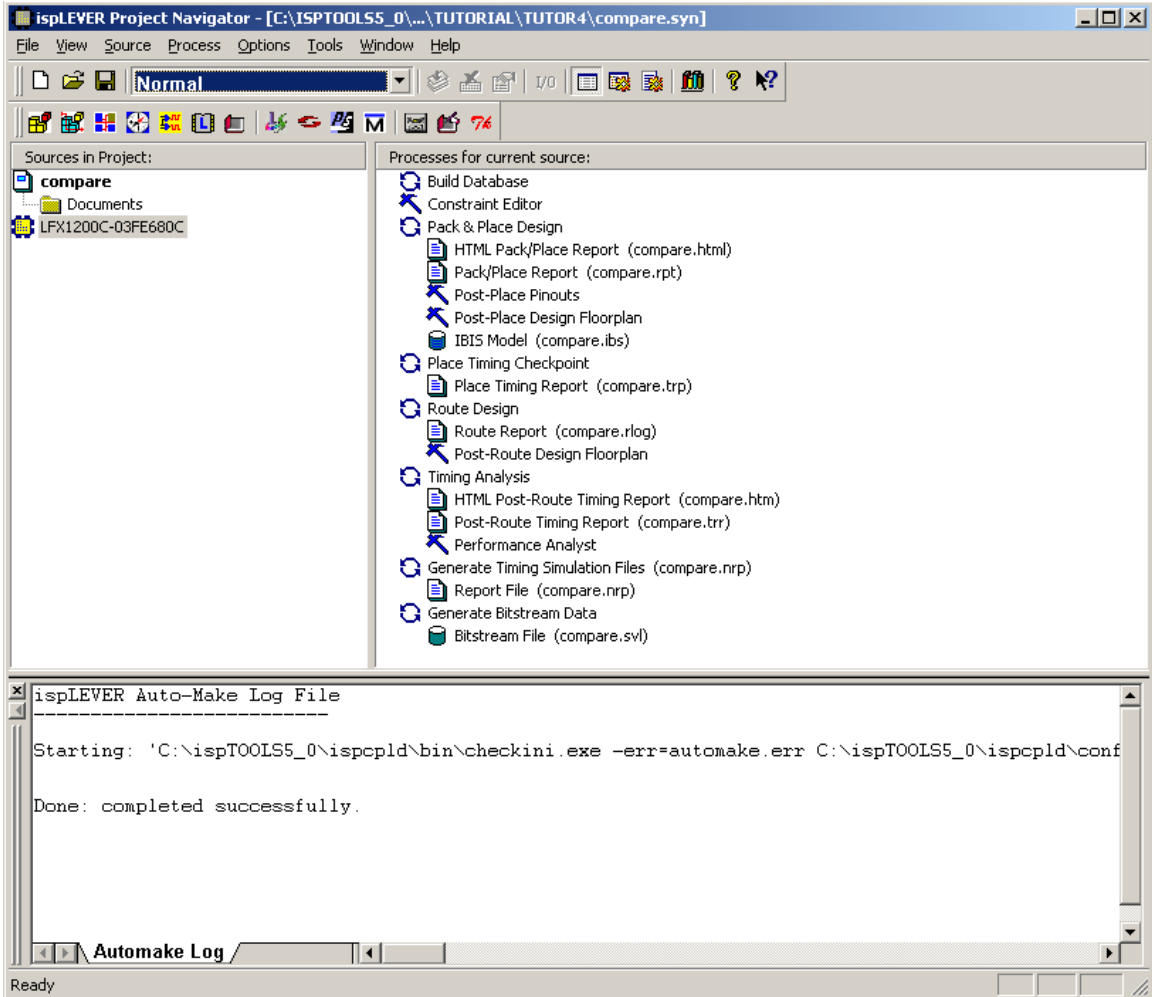 ispLEVER Project Navigator - [C:\ISPTOOLS5_0\...\TUTORIAL\TUTOR4\compare.syn]
File View Source Process Options Tools Window Help
Normal
I/O
Sources in Project:
compare
Documents
LFX1200C-03FE680C
Processes for current source:
Build Database
Constraint Editor
Pack & Place Design
HTML Pack/Place Report (compare.html)
Pack/Place Report (compare.rpt)
Post-Place Pinouts
Post-Place Design Floorplan
IBIS Model (compare.ibs)
Place Timing Checkpoint
Place Timing Report (compare.trp)
Route Design
Route Report (compare.rlog)
Post-Route Design Floorplan
Timing Analysis
HTML Post-Route Timing Report (compare.htm)
Post-Route Timing Report (compare.trr)
Performance Analyst
Generate Timing Simulation Files (compare.nrp)
Report File (compare.nrp)
Generate Bitstream Data
Bitstream File (compare.svl)
ispLEVER Auto-Make Log File
---------------------------
Starting: 'C:\ispTOOLS5_0\ispcpld\bin\checkini.exe -err=automake.err C:\ispTOOLS5_0\ispcpld\conf
Done: completed successfully.
Automake Log
Ready